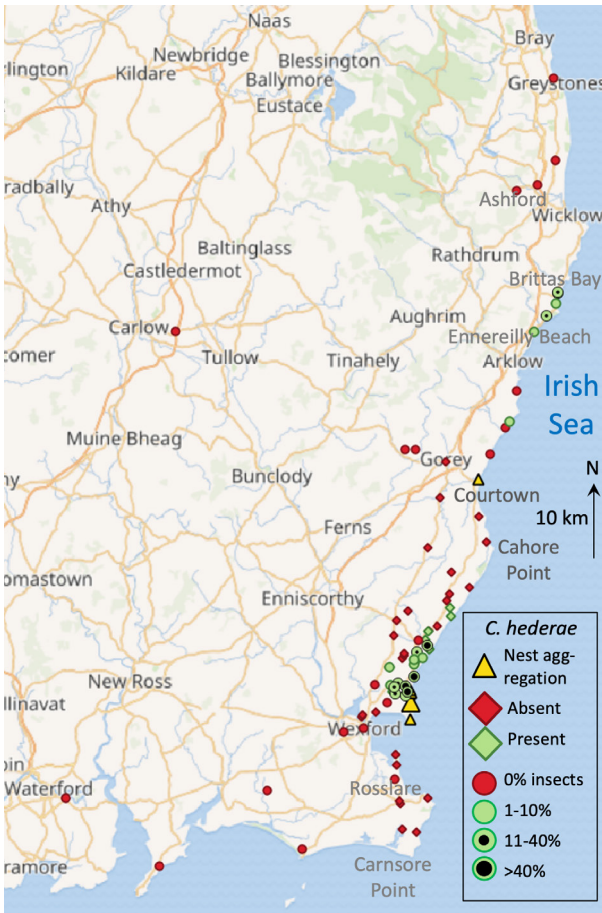 Naas
Bray
Newbridge
Blessington
rlington
Kildare
Ballymore
Eustace
Greystones
radbally
Ashford
Athy
Wicklow
Baltinglass
Rathdrum
Castledermot
Brittas Bay
Aughrim
Carlow
Ennereilly Beach
comer
Tullow
Tinahely
Arklow
Irish
Sea
Muine Bheag
Gorey
N
ny
Bunclody
Courtown
10 km
Ferns
Cahore
Point
omastown
Enniscorthy
C. hederae
Nest agg-
regation
New Ross
llinavat
Absent
Wexford
Present
oin
0% insects
Waterford
Rosslare
1-10%
11-40%
ramore
Carnsore
Point
>40%